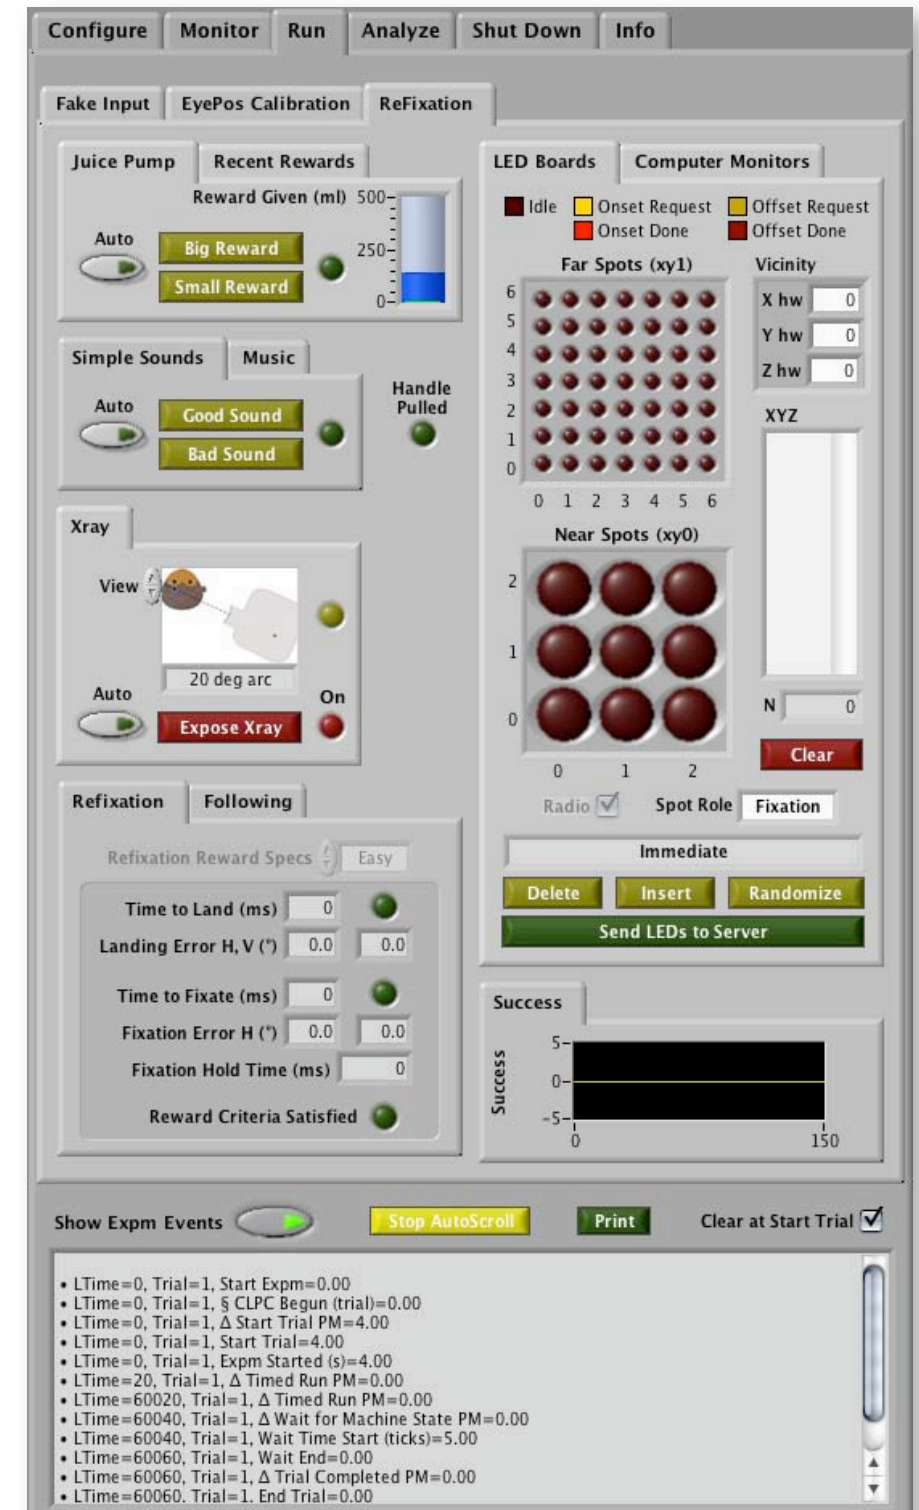 Configure Monitor Run Analyze Shut Down Info
Fake Input EyePos Calibration ReFixation
Juice Pump Recent Rewards
Reward Given (ml)
500
250
0
Auto
Big Reward
Small Reward
Simple Sounds Music
Auto
Good Sound
Bad Sound
Handle
Pulled
Xray
View
20 deg arc
Auto
Expose Xray
On
Refixation Following
Refixation Reward Specs Easy
Time to Land (ms) 0
Landing Error H, V (°) 0.0 0.0
Time to Fixate (ms) 0
Fixation Error H (°) 0.0 0.0
Fixation Hold Time (ms) 0
Reward Criteria Satisfied
LED Boards Computer Monitors
Idle Onset Request Offset Request
Onset Done Offset Done
Far Spots (xy1)
6
5
4
3
2
1
0
0 1 2 3 4 5 6
Vicinity
X hw 0
Y hw 0
Z hw 0
XYZ
N 0
Clear
Near Spots (xy0)
2
1
0
0 1 2
Radio Spot Role Fixation
Immediate
Delete Insert Randomize
Send LEDs to Server
Success
Success
5
0
-5
0 150
Show Expm Events Stop AutoScroll Print Clear at Start Trial
• LTime=0, Trial=1, Start Expm=0.00
• LTime=0, Trial=1, § CLPC Begun (trial)=0.00
• LTime=0, Trial=1, Δ Start Trial PM=4.00
• LTime=0, Trial=1, Start Trial=4.00
• LTime=0, Trial=1, Expm Started (s)=4.00
• LTime=20, Trial=1, Δ Timed Run PM=0.00
• LTime=60020, Trial=1, Δ Timed Run PM=0.00
• LTime=60040, Trial=1, Δ Wait for Machine State PM=0.00
• LTime=60040, Trial=1, Wait Time Start (ticks)=5.00
• LTime=60060, Trial=1, Wait End=0.00
• LTime=60060, Trial=1, Δ Trial Completed PM=0.00
• LTime=60060, Trial=1, End Trial=0.00